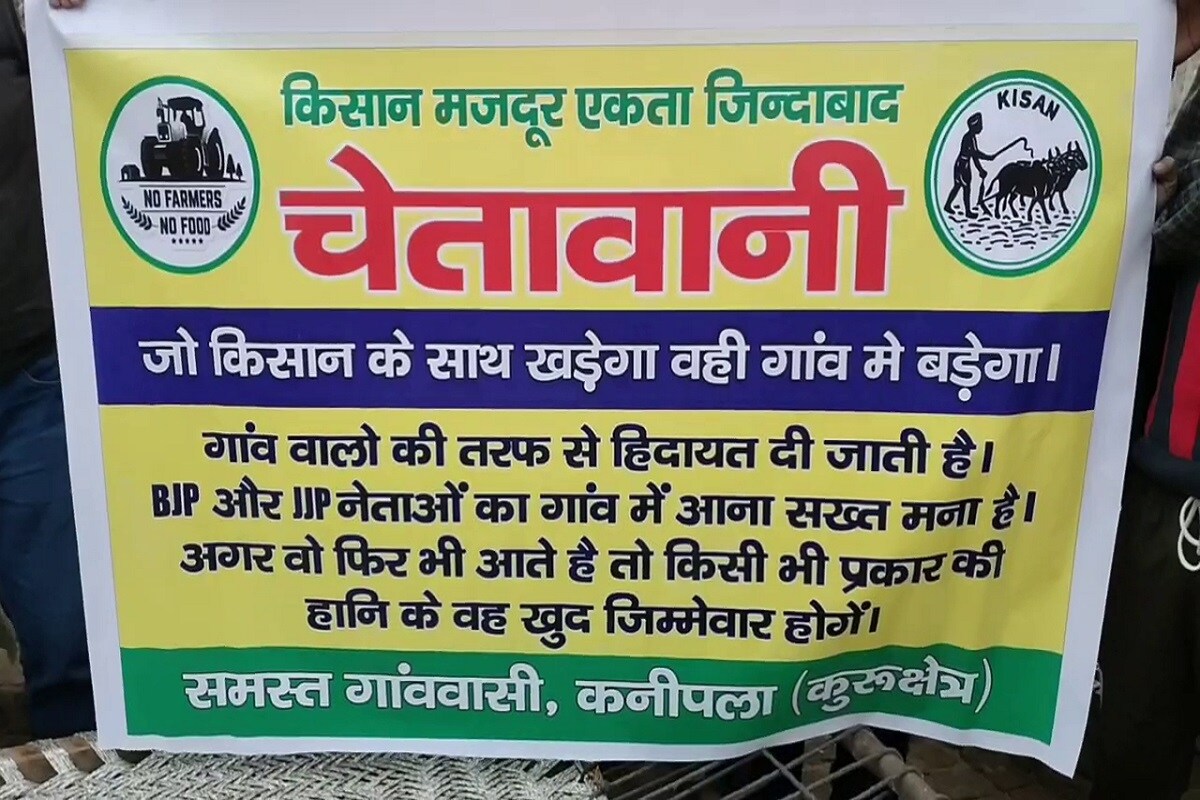 किसान मजदूर एकता जिन्दाबाद
NO FARMERS
NO FOOD
चेतावनी
KISAN
जो किसान के साथ खड़ेगा वही गांव मे बड़ेगा।
गांव वालो की तरफ से हिदायत दी जाती है।
BJP और JJP नेताओं का गांव में आना सख्त मना है।
अगर वो फिर भी आते है तो किसी भी प्रकार की
हानि के वह खुद जिम्मेवार होगें।
समस्त गांववासी, कनीपला (कुरूक्षेत्र)